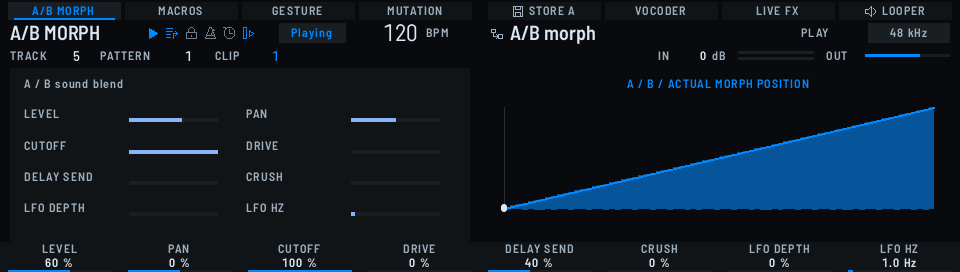 A/B MORPH MACROS GESTURE MUTATION STORE A VOCODER LIVE FX LOOPER
A/B MORPH Playing 120 BPM A/B morph PLAY 48 kHz
TRACK 5 PATTERN 1 CLIP 1 IN 0 dB OUT
A / B sound blend A / B / ACTUAL MORPH POSITION
LEVEL PAN
CUTOFF DRIVE
DELAY SEND CRUSH
LFO DEPTH LFO HZ
LEVEL PAN CUTOFF DRIVE DELAY SEND CRUSH LFO DEPTH LFO HZ
60 % 0 % 100 % 0 % 40 % 0 % 0 % 1.0 Hz